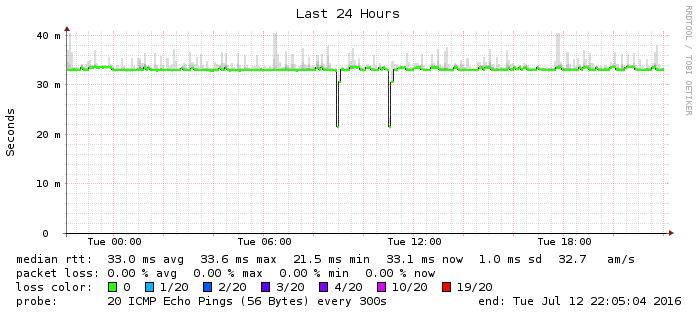 Last 24 Hours
RRDTOOL / TOBI OETIKER
Seconds
40 m
30 m
20 m
10 m
0
Tue 00:00 Tue 06:00 Tue 12:00 Tue 18:00
median rtt: 33.0 ms avg 33.6 ms max 21.5 ms min 33.1 ms now 1.0 ms sd 32.7 am/s
packet loss: 0.00 % avg 0.00 % max 0.00 % min 0.00 % now
loss color: 0 1/20 2/20 3/20 4/20 10/20 19/20
probe: 20 ICMP Echo Pings (56 Bytes) every 300s end: Tue Jul 12 22:05:04 2016